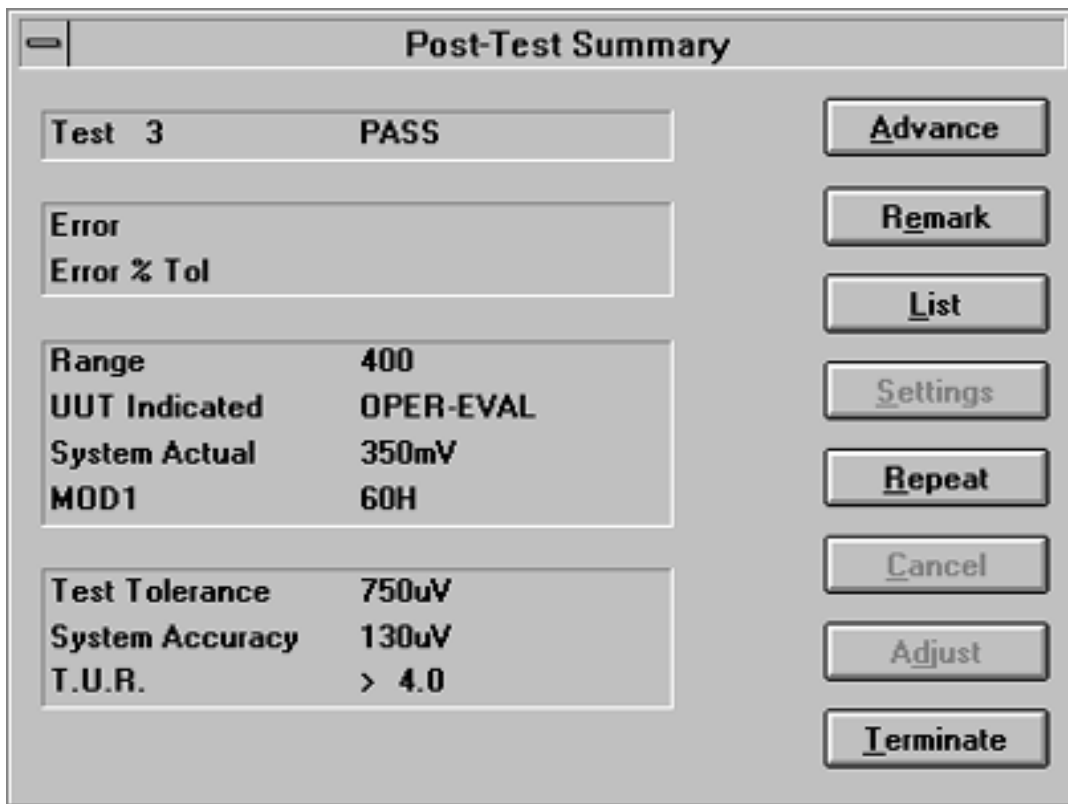 Post-Test Summary
Test 3 PASS
Error
Error % Tol
Range 400
UUT Indicated OPER-EVAL
System Actual 350mV
MOD1 60H
Test Tolerance 750uV
System Accuracy 130uV
T.U.R. > 4.0
Advance
Remark
List
Settings
Repeat
Cancel
Adjust
Terminate